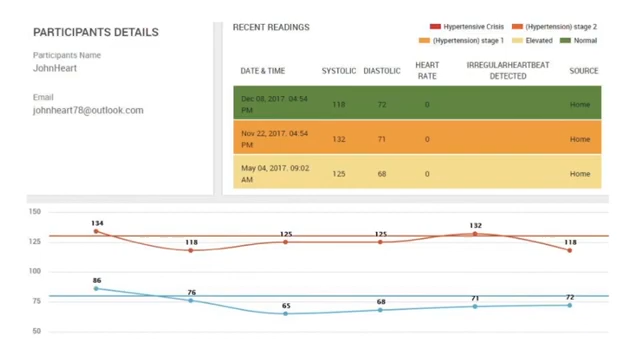 PARTICIPANTS DETAILS
Participants Name
JohnHeart
Email
johnheart78@outlook.com
RECENT READINGS
Hypertensive Crisis (Hypertension) stage 2
(Hypertension) stage 1 Elevated Normal
DATE & TIME SYSTOLIC DIASTOLIC HEART RATE IRREGULARHEARTBEAT DETECTED SOURCE
Dec 08, 2017. 04:54 PM 118 72 0 Home
Nov 22, 2017. 04:54 PM 132 71 0 Home
May 04, 2017. 09:02 AM 125 68 0 Home
150
134 118 125 125 132 118
125
100
86 76 65 68 71 72
75
50